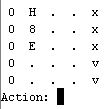 0 H . . x
0 8 . . x
0 E . . x
0 . . . v
0 . . . v
Action: